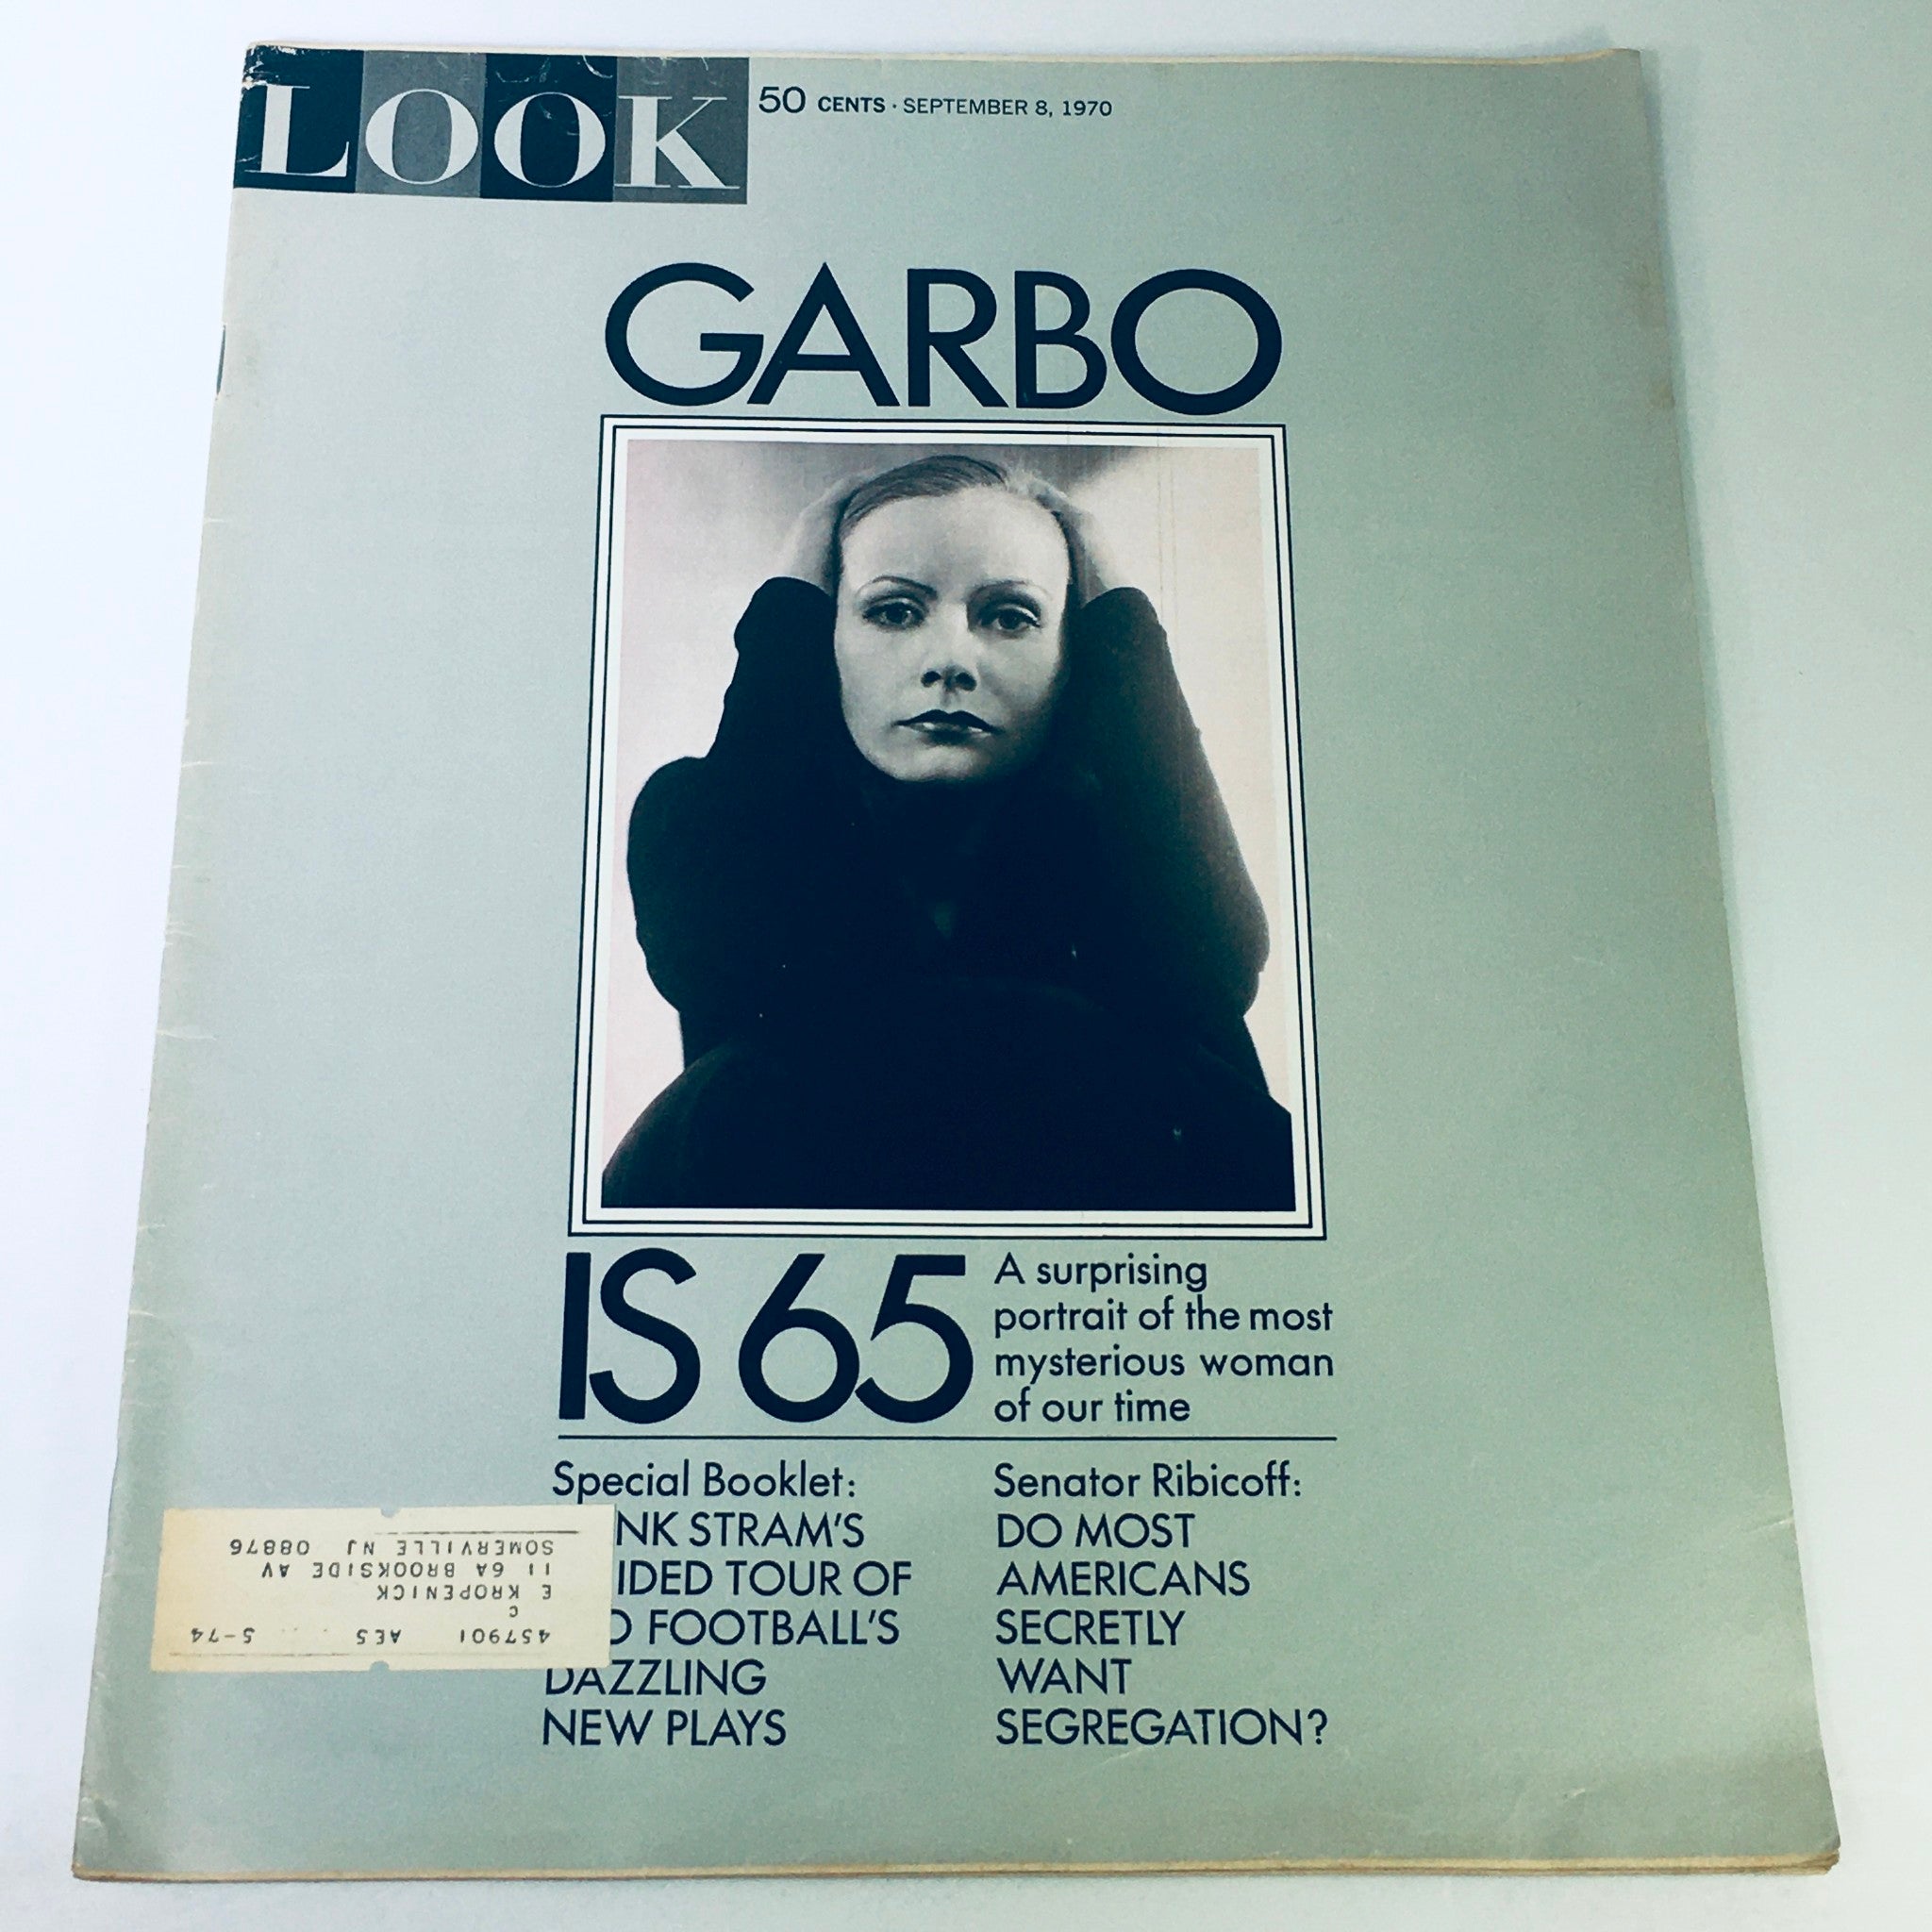 LOOK
50 CENTS · SEPTEMBER 8, 1970
GARBO
IS 65
A surprising
portrait of the most
mysterious woman
of our time
Special Booklet:
NK STRAM'S
IDED TOUR OF
O FOOTBALL'S
DAZZLING
NEW PLAYS
Senator Ribicoff:
DO MOST
AMERICANS
SECRETLY
WANT
SEGREGATION?
457901 AES 5-74
C
E KROPENICK
11 6A BROOKSIDE AV
SOMERVILLE NJ 08876